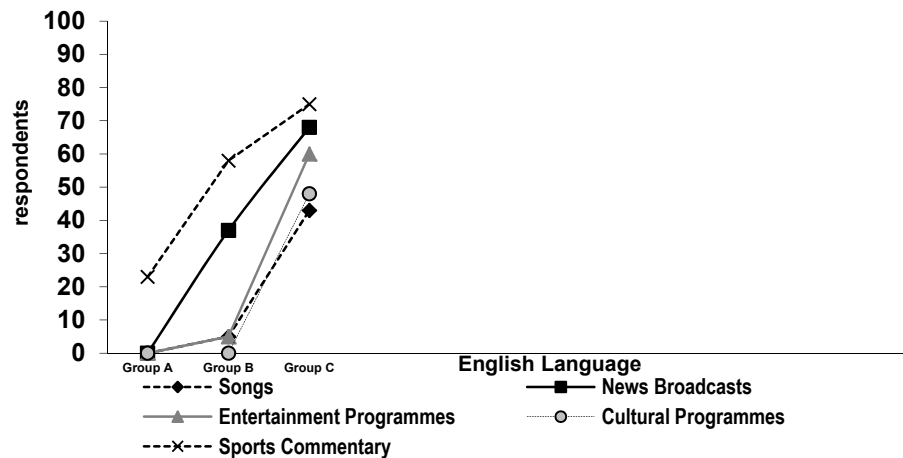 100
90
80
70
60
50
40
30
20
10
0
respondents
Group A Group B Group C
English Language
Songs News Broadcasts
Entertainment Programmes Cultural Programmes
Sports Commentary